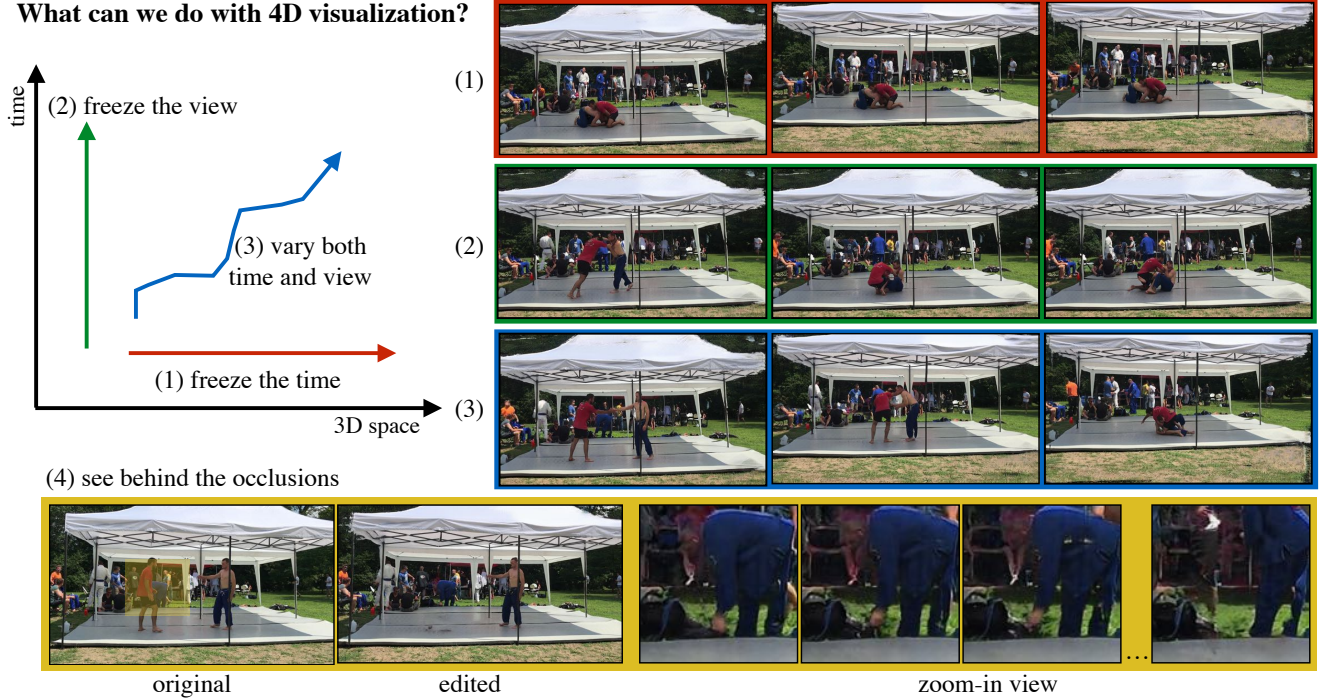 What can we do with 4D visualization?
time
(2) freeze the view
(3) vary both
time and view
(1) freeze the time
3D space
(1)
(2)
(3)
(4) see behind the occlusions
...
original
edited
zoom-in view